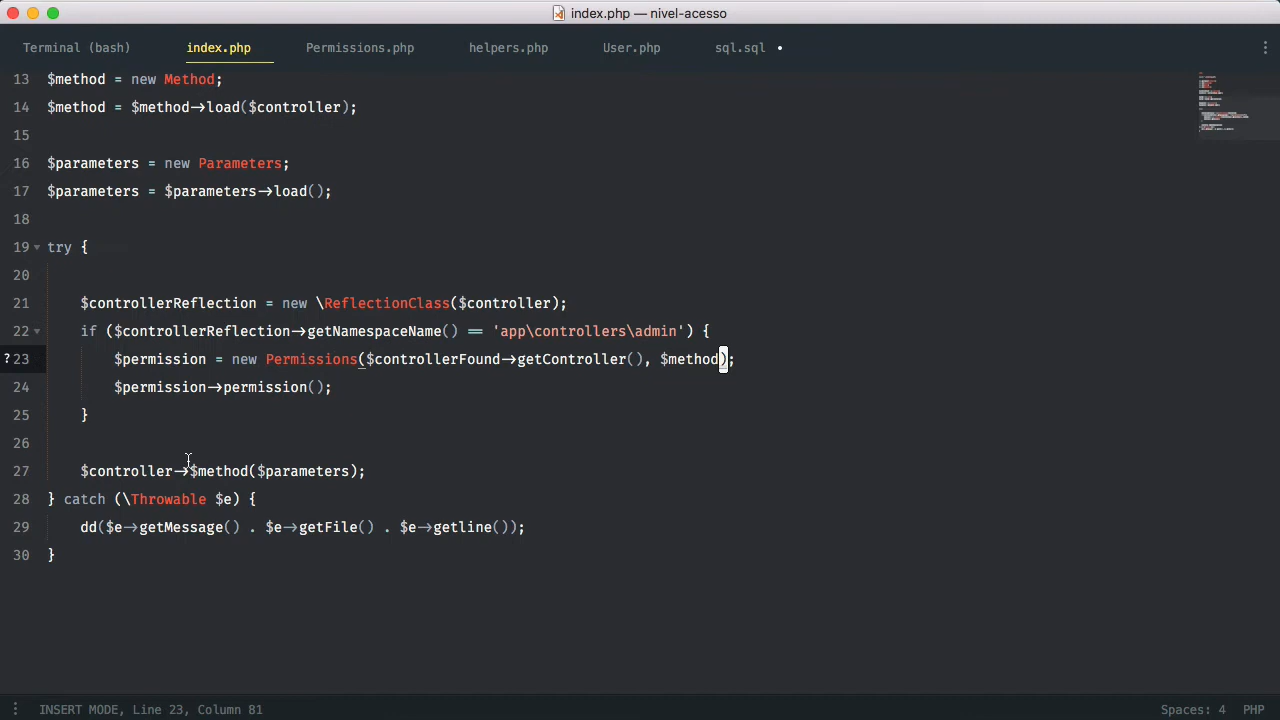 index.php — nivel-acesso
Terminal (bash) index.php Permissions.php helpers.php User.php sql.sql
13 $method = new Method;
14 $method = $method->load($controller);
15
16 $parameters = new Parameters;
17 $parameters = $parameters->load();
18
19 try {
20
21 $controllerReflection = new \ReflectionClass($controller);
22 if ($controllerReflection->getNamespaceName() == 'app\controllers\admin') {
?23 $permission = new Permissions($controllerFound->getController(), $method);
24 $permission->permission();
25 }
26
27 $controller->$method($parameters);
28 } catch (\Throwable $e) {
29 dd($e->getMessage() . $e->getFile() . $e->getline());
30 }
INSERT MODE, Line 23, Column 81 Spaces: 4 PHP